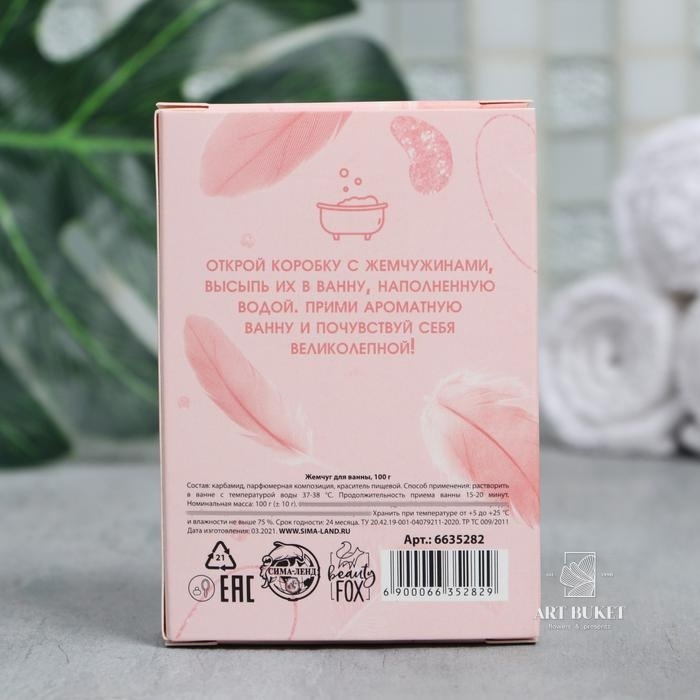 ОТКРОЙ КОРОБКУ С ЖЕМЧУЖИНАМИ,
ВЫСЫПЬ ИХ В ВАННУ, НАПОЛНЕННУЮ
ВОДОЙ. ПРИМИ АРОМАТНУЮ
ВАННУ И ПОЧУВСТВУЙ СЕБЯ
ВЕЛИКОЛЕПНОЙ!
Жемчуг для ванны, 100 г
Состав: карбамид, парфюмерная композиция, краситель пищевой. Способ применения: растворить
в ванне с температурой воды 37-38 °С. Продолжительность приема ванны 15-20 минут.
Номинальная масса: 100 г (± 10 г).
Хранить при температуре от +5 до +25 °С
и влажности не выше 75 %. Срок годности: 24 месяца. ТУ 20.42.19-001-04079211-2020. ТР ТС 009/2011
Дата изготовления: 03.2021. WWW.SIMA-LAND.RU
Арт.: 6635282
21
EAC
СИМА-ЛЕНД
beauty
FOX
6 900066 352829
ART BUKET
flowers & presents